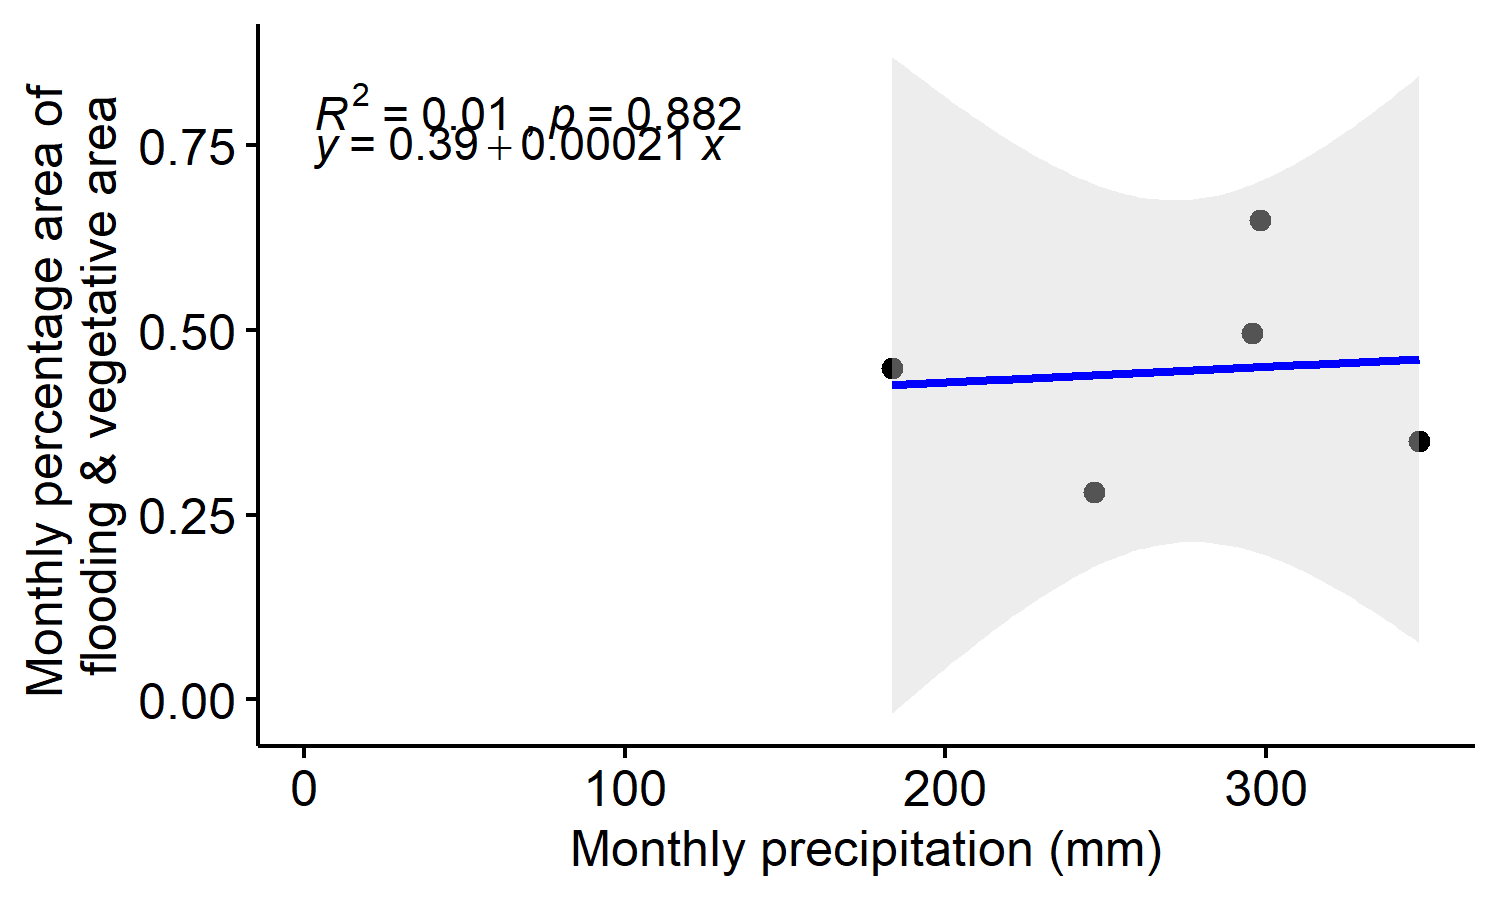 Monthly percentage area of
flooding & vegetative area
0.75
0.50
0.25
0.00
R² = 0.01 , p = 0.882
y = 0.39 + 0.00021 x
0 100 200 300
Monthly precipitation (mm)